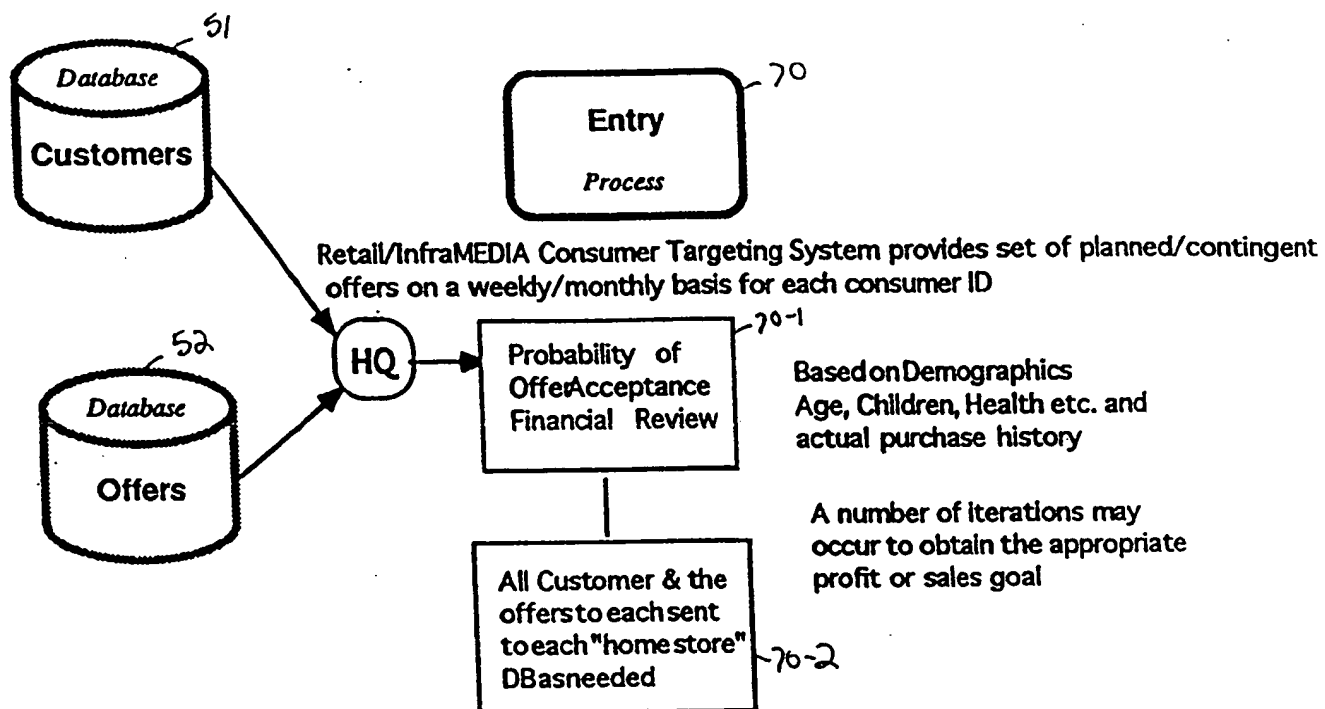 51
Database
Customers
70
Entry
Process
Retail/InfraMEDIA Consumer Targeting System provides set of planned/contingent
offers on a weekly/monthly basis for each consumer ID
52
Database
Offers
HQ
70-1
Probability of
OfferAcceptance
Financial Review
BasedonDemographics
Age, Children, Health etc. and
actual purchase history
A number of iterations may
occur to obtain the appropriate
profit or sales goal
All Customer & the
offerstoeachsent
toeach"homestore"
DBasneeded
70-2